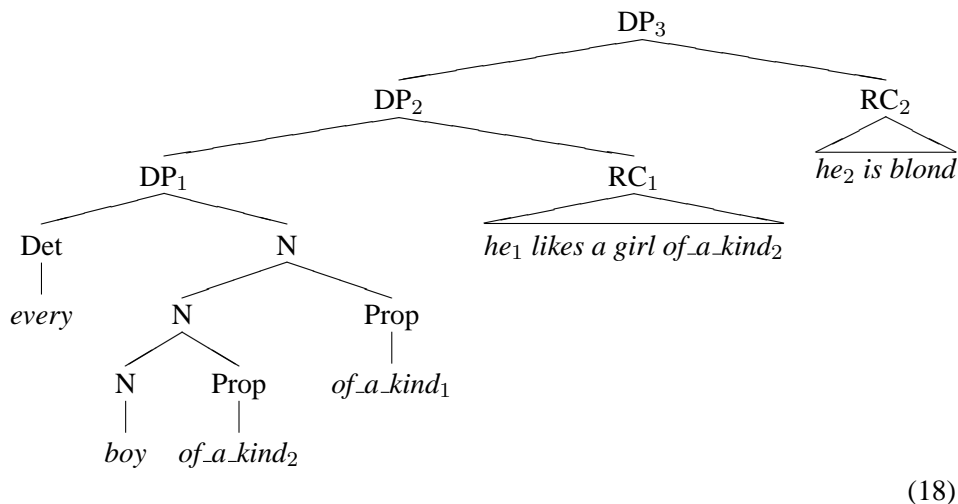 DP₃
DP₂ RC₂
he₂ is blond
DP₁ RC₁
Det N he₁ likes a girl of_a_kind₂
every N Prop
N Prop of_a_kind₁
boy of_a_kind₂
(18)